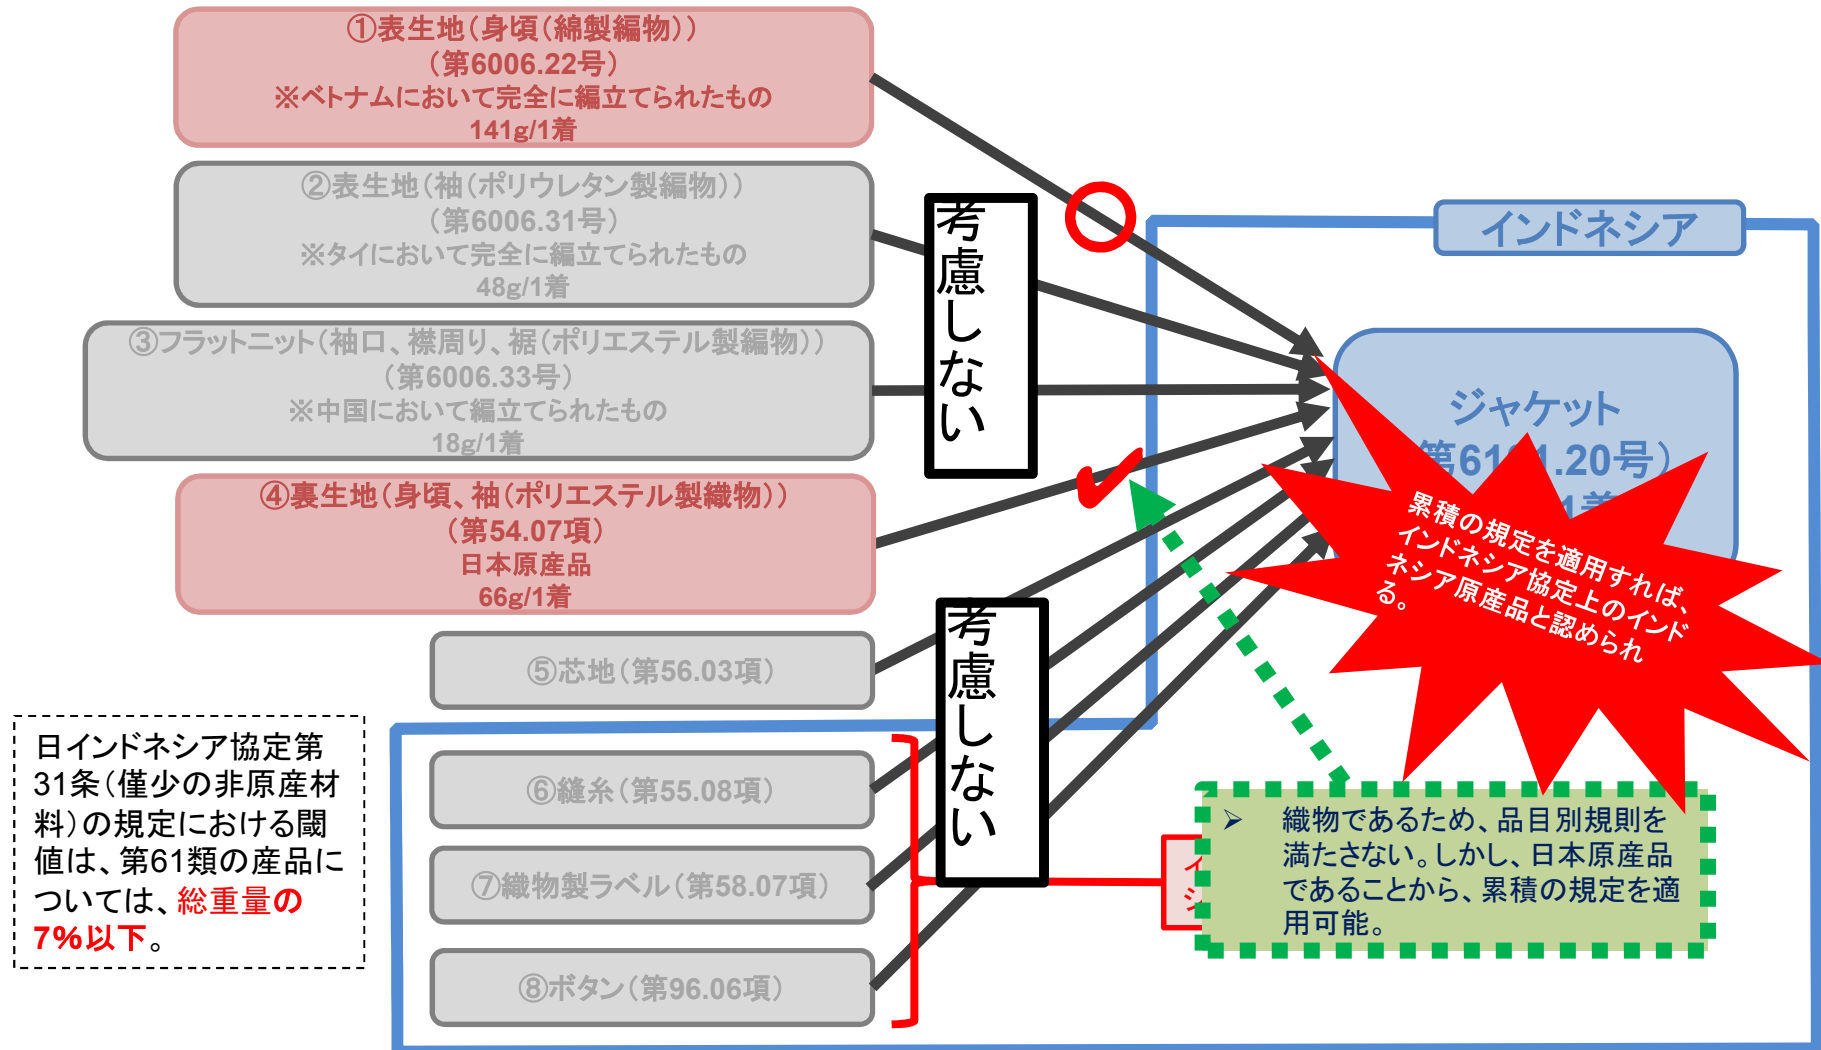 ①表生地（身頃（綿製編物））
（第6006.22号）
※ベトナムにおいて完全に編立てられたもの
141g/1着
②表生地（袖（ポリウレタン製編物））
（第6006.31号）
※タイにおいて完全に編立てられたもの
48g/1着
③フラットニット（袖口、襟周り、裾（ポリエステル製編物））
（第6006.33号）
※中国において編立てられたもの
18g/1着
④裏生地（身頃、袖（ポリエステル製織物））
（第54.07項）
日本原産品
66g/1着
⑤芯地（第56.03項）
⑥縫糸（第55.08項）
⑦織物製ラベル（第58.07項）
⑧ボタン（第96.06項）
考慮しない
考慮しない
インドネシア
ジャケット
.20号）
累積の規定を適用すれば、
インドネシア協定上のインド
ネシア原産品と認められ
る。
日インドネシア協定第
31条（僅少の非原産材
料）の規定における閾
値は、第61類の産品に
ついては、総重量の
7%以下。
➢ 織物であるため、品目別規則を
満たさない。しかし、日本原産品
であることから、累積の規定を適
用可能。